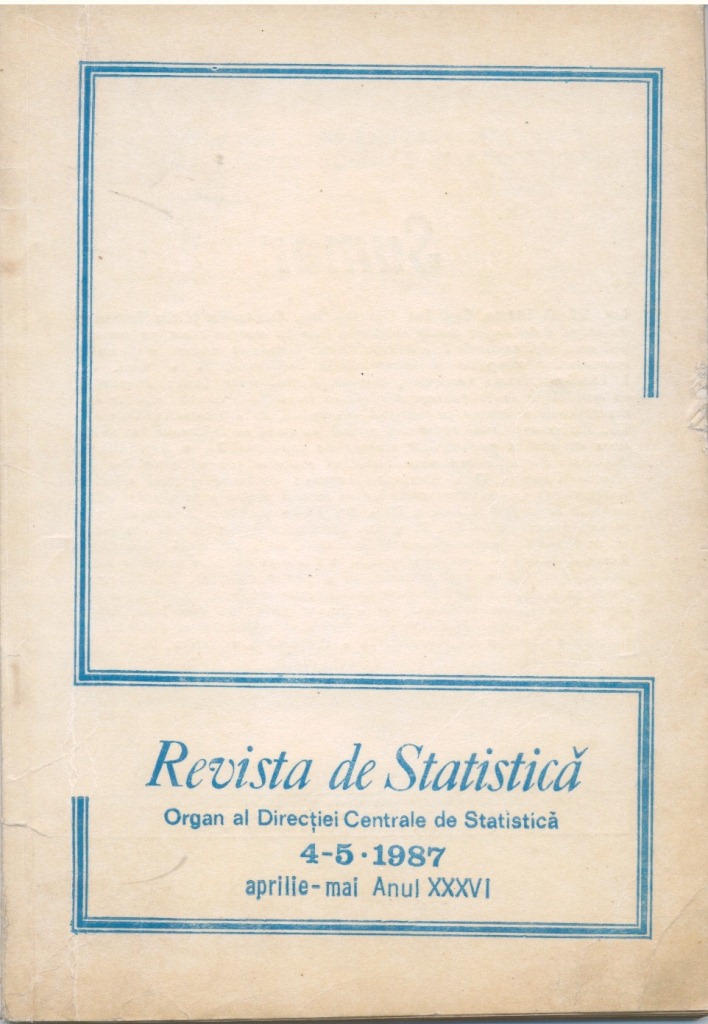 Revista de Statistică
Organ al Direcției Centrale de Statistică
4-5 · 1987
aprilie - mai Anul XXXVI